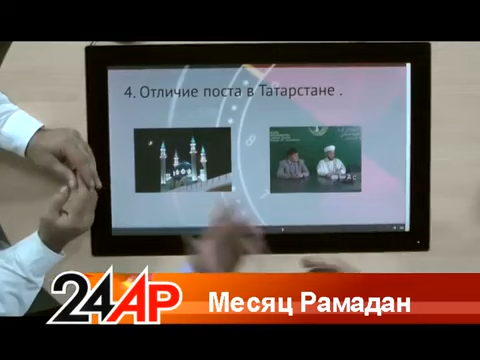 4. Отличие поста в Татарстане .
24АР
Месяц Рамадан